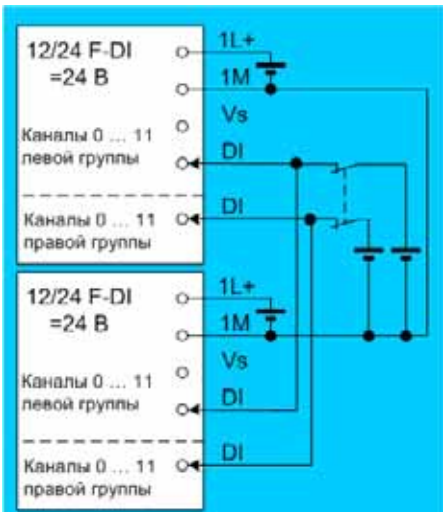 12/24 F-DI
=24 В
Каналы 0 ... 11
левой группы
Каналы 0 ... 11
правой группы
1L+
1M
Vs
DI
DI
12/24 F-DI
=24 В
Каналы 0 ... 11
левой группы
Каналы 0 ... 11
правой группы
1L+
1M
Vs
DI
DI